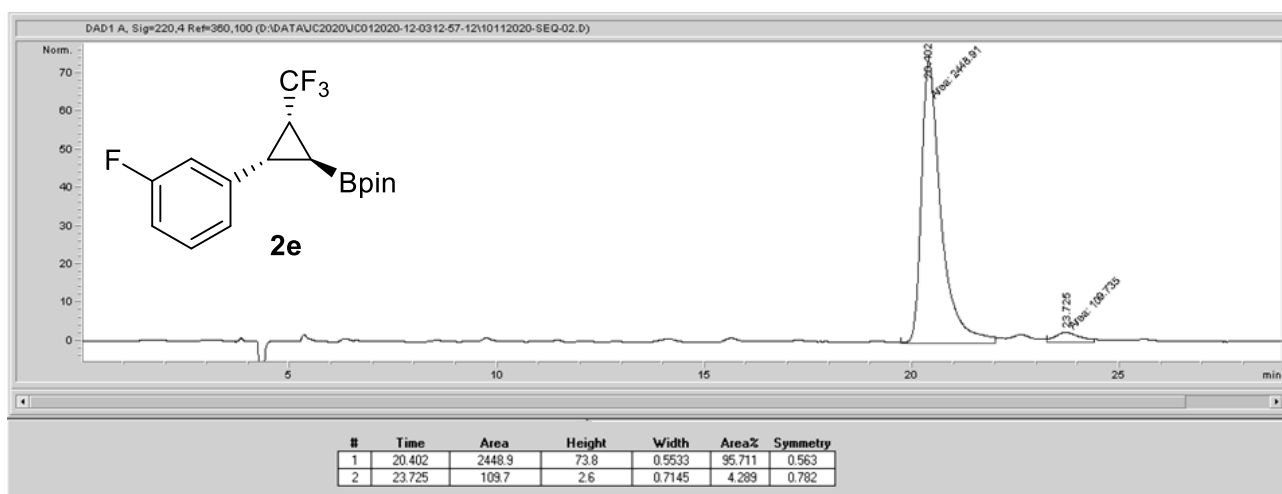 DAD1 A, Sig=220,4 Ref=360,100 (D:\DATA\JC2020\JC012020-12-0312-57-12\10112020-SEQ-02.D)
Norm.
70
60
50
40
30
20
10
0
CF3
F
Bpin
2e
20.402
Area: 2448.91
23.725
Area: 109.735
5
10
15
20
25
min
# Time Area Height Width Area% Symmetry
1 20.402 2448.9 73.8 0.5533 95.711 0.563
2 23.725 109.7 2.6 0.7145 4.289 0.782